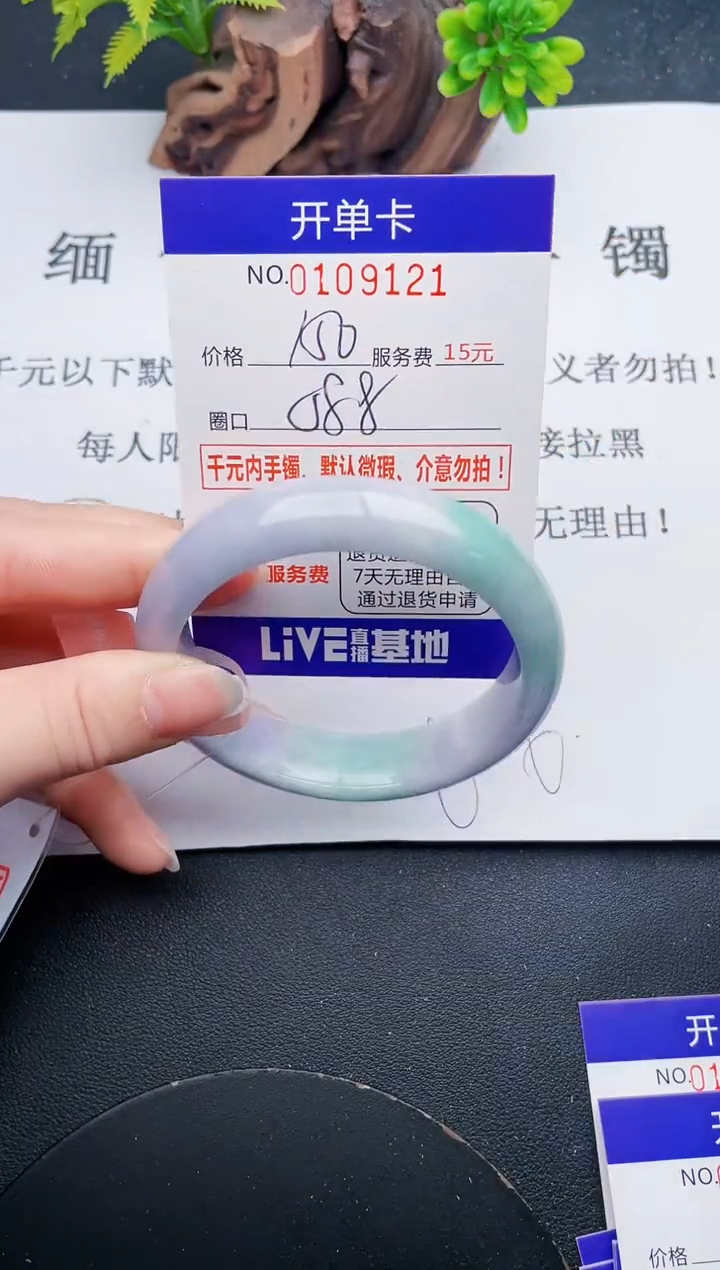 开单卡
NO.0109121
缅 镯
价格 150 服务费 15元
千元以下默 义者勿拍!
圈口 088
每人限 接拉黑
千元内手镯、默认微瑕、介意勿拍!
无理由!
服务费
7天无理由
通过退货申请
LiVE直播基地
开
NO.01
NO.
价格